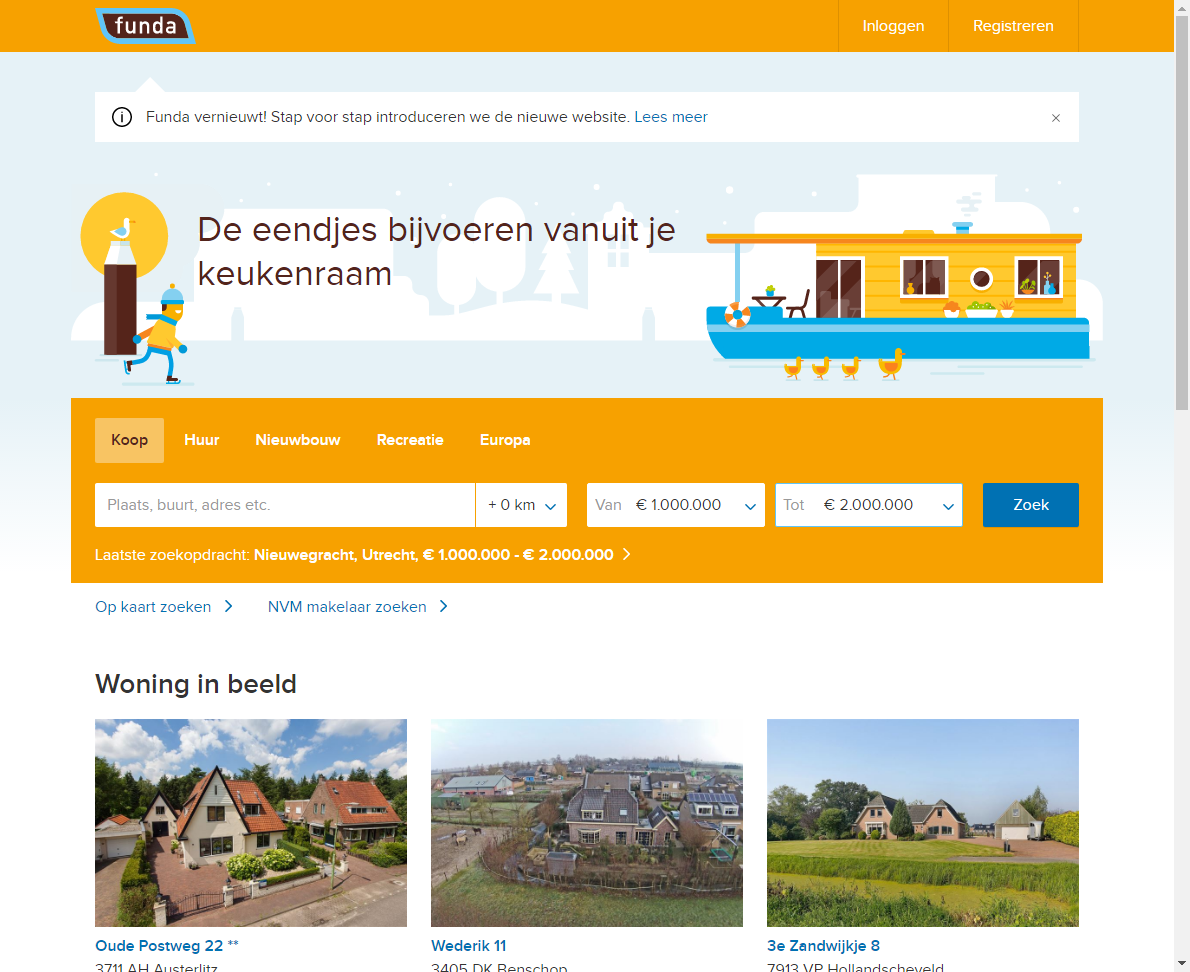 funda
Inloggen
Registreren
Funda vernieuwt! Stap voor stap introduceren we de nieuwe website. Lees meer
De eendjes bijvoeren vanuit je
keukenraam
Koop Huur Nieuwbouw Recreatie Europa
Plaats, buurt, adres etc. + 0 km Van € 1.000.000 Tot € 2.000.000 Zoek
Laatste zoekopdracht: Nieuwegracht, Utrecht, € 1.000.000 - € 2.000.000
Op kaart zoeken NVM makelaar zoeken
Woning in beeld
Oude Postweg 22 ** Wederik 11 3e Zandwijkje 8
3711 AH Austerlitz 3405 DK Benschop 7913 VP Hollandscheveld